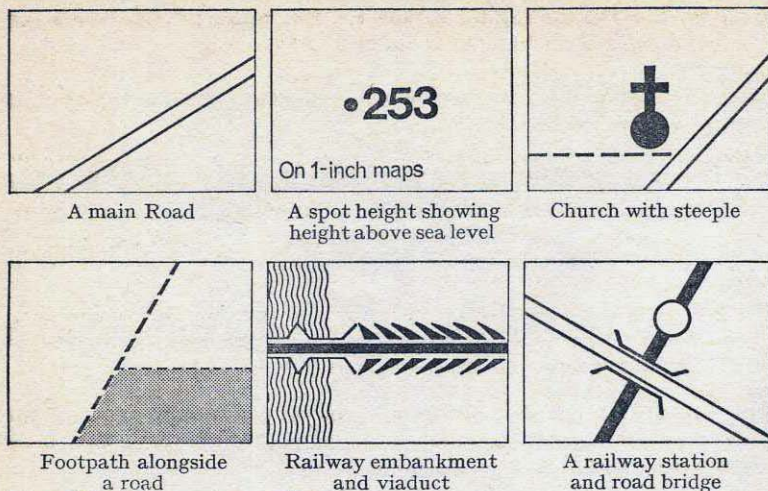 •253
On 1-inch maps
A main Road
A spot height showing
height above sea level
Church with steeple
Footpath alongside
a road
Railway embankment
and viaduct
A railway station
and road bridge